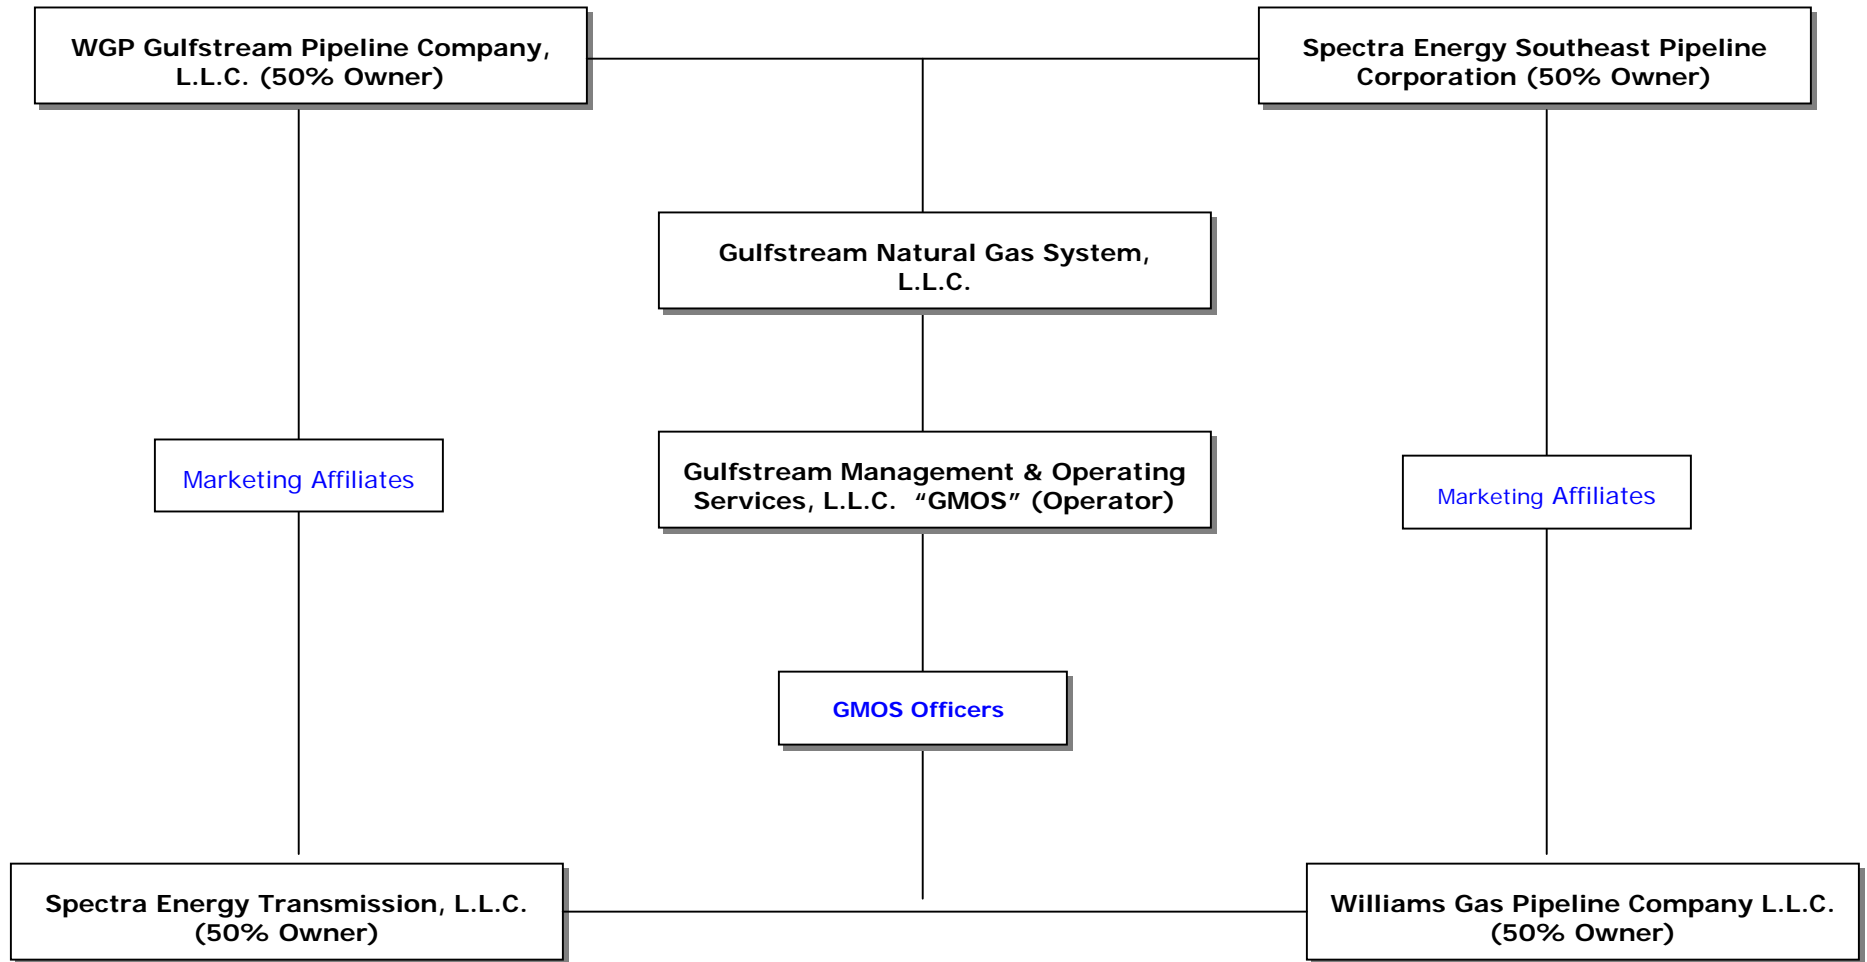 WGP Gulfstream Pipeline Company,
L.L.C. (50% Owner)
Spectra Energy Southeast Pipeline
Corporation (50% Owner)
Gulfstream Natural Gas System,
L.L.C.
Marketing Affiliates
Gulfstream Management & Operating
Services, L.L.C.  “GMOS” (Operator)
Marketing Affiliates
GMOS Officers
Spectra Energy Transmission, L.L.C.
(50% Owner)
Williams Gas Pipeline Company L.L.C.
(50% Owner)